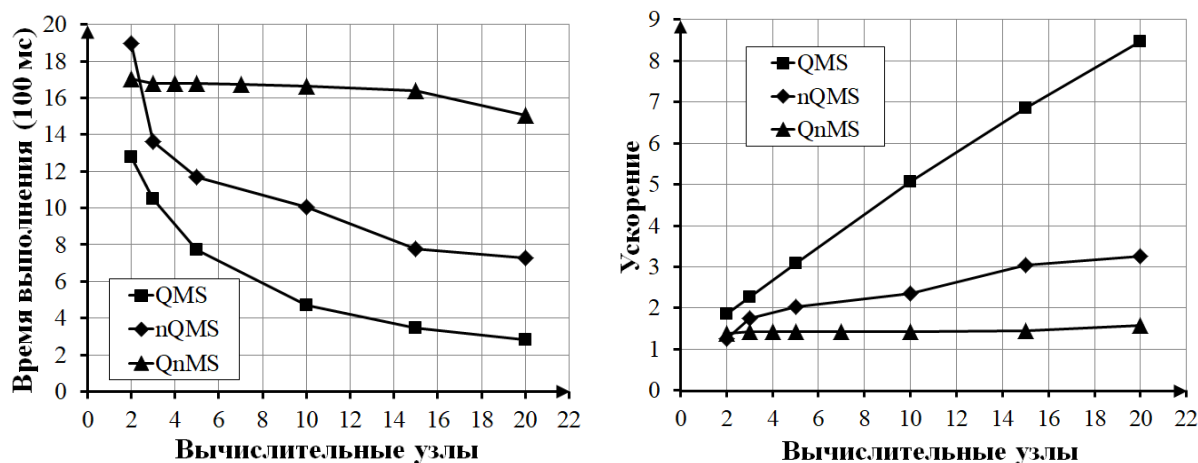 Время выполнения (100 мс)
20
18
16
14
12
10
8
6
4
2
0
QMS
nQMS
QnMS
0 2 4 6 8 10 12 14 16 18 20 22
Вычислительные узлы
Ускорение
9
8
7
6
5
4
3
2
1
0
QMS
nQMS
QnMS
0 2 4 6 8 10 12 14 16 18 20 22
Вычислительные узлы